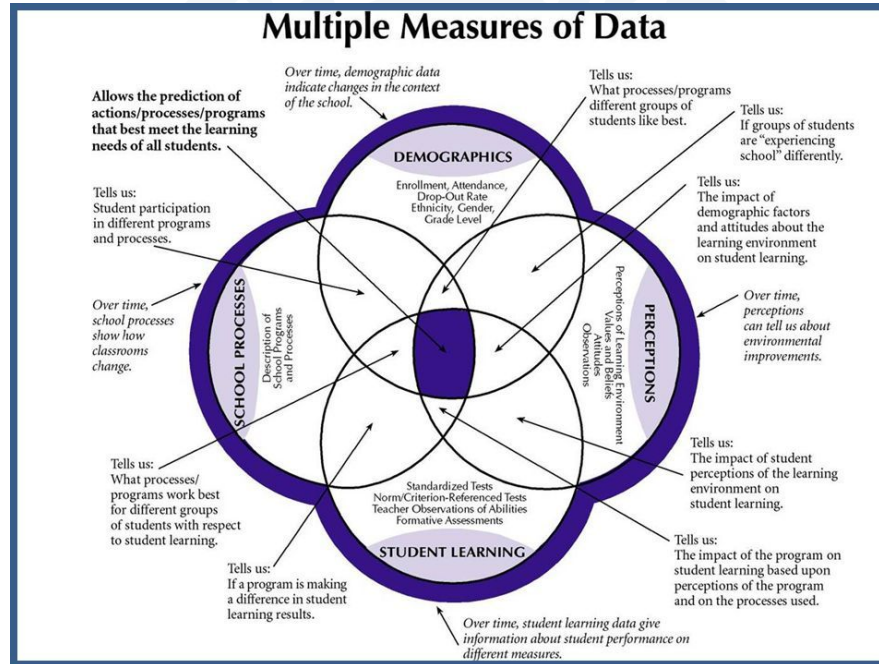 Multiple Measures of Data
Allows the prediction of
actions/processes/programs
that best meet the learning
needs of all students.
Over time, demographic data
indicate changes in the context
of the school.
Tells us:
What processes/programs
different groups of
students like best.
Tells us:
If groups of students
are “experiencing
school” differently.
Tells us:
Student participation
in different programs
and processes.
DEMOGRAPHICS
Enrollment, Attendance,
Drop-Out Rate
Ethnicity, Gender,
Grade Level
Tells us:
The impact of
demographic factors
and attitudes about the
learning environment
on student learning.
Over time,
school processes
show how
classrooms
change.
SCHOOL PROCESSES
Description of
School Programs
and Processes
PERCEPTIONS
Perceptions of Learning Environment
Values and Beliefs
Attitudes
Observations
Over time,
perceptions
can tell us about
environmental
improvements.
Tells us:
What processes/
programs work best
for different groups
of students with respect
to student learning.
Tells us:
The impact of student
perceptions of the learning
environment on
student learning.
Standardized Tests
Norm/Criterion-Referenced Tests
Teacher Observations of Abilities
Formative Assessments
STUDENT LEARNING
Tells us:
If a program is making
a difference in student
learning results.
Tells us:
The impact of the program on
student learning based upon
perceptions of the program
and on the processes used.
Over time, student learning data give
information about student performance on
different measures.